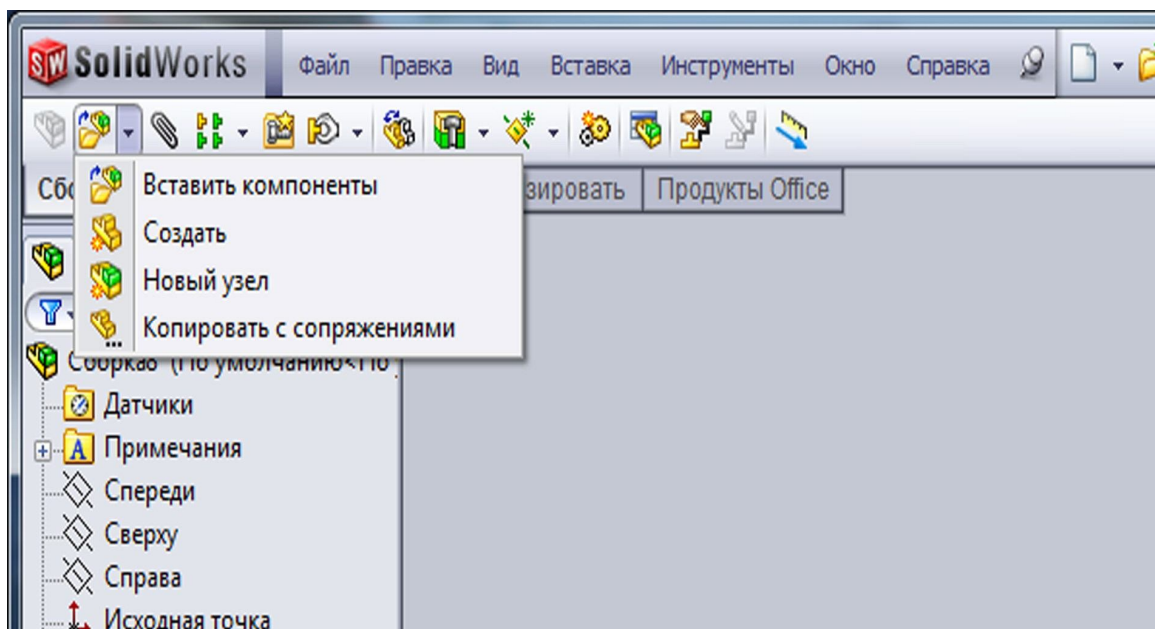 SolidWorks Файл Правка Вид Вставка Инструменты Окно Справка
Продукты Office
Вставить компоненты
Создать
Новый узел
Копировать с сопряжениями
Датчики
A Примечания
Спереди
Сверху
Справа
Исходная точка